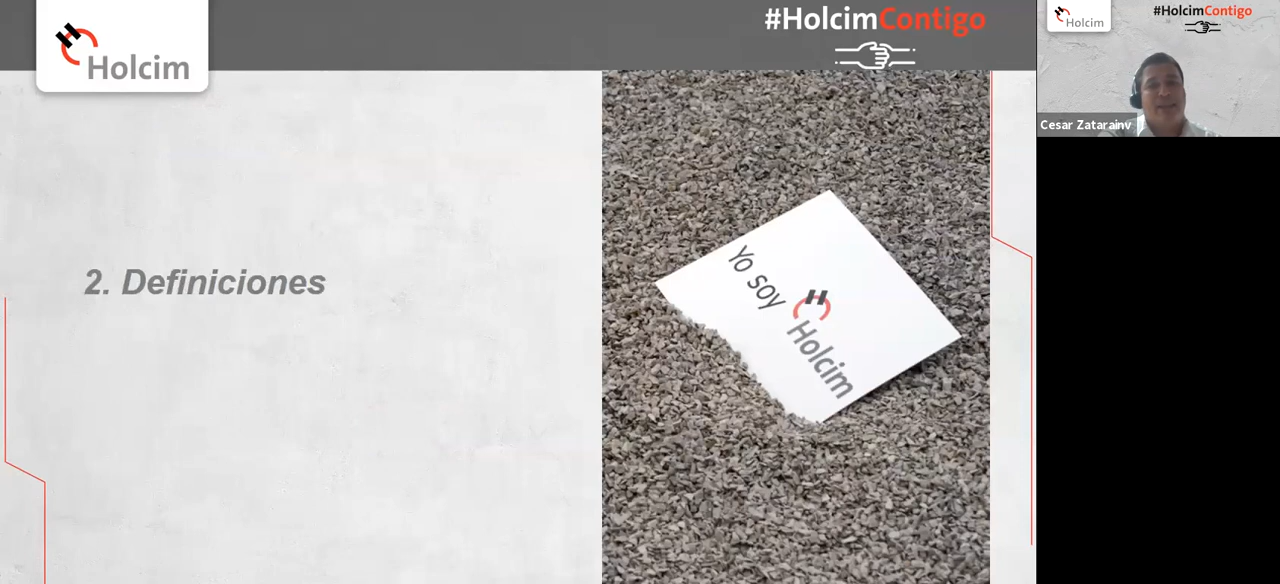 Holcim
#HolcimContigo
2. Definiciones
Yo soy
Holcim
Holcim
#HolcimContigo
Cesar Zatarainv